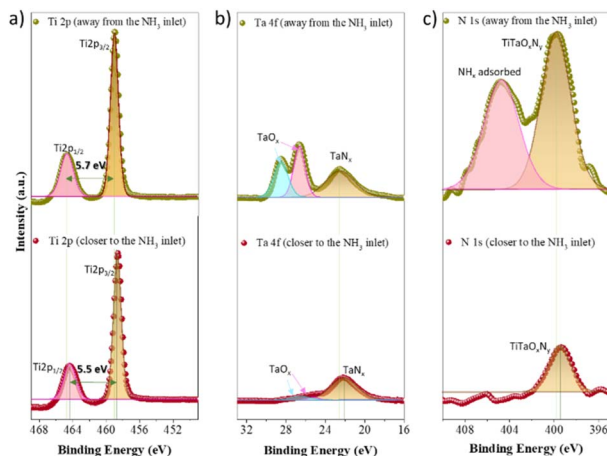 a)
Ti 2p (away from the NH3 inlet)
Ti2p3/2
Ti2p1/2
5.7 eV
Ti 2p (closer to the NH3 inlet)
Ti2p3/2
Ti2p1/2
5.5 eV
468 464 460 456 452
Binding Energy (eV)
Intensity (a.u.)
b)
Ta 4f (away from the NH3 inlet)
TaOx
TaNx
Ta 4f (closer to the NH3 inlet)
TaOx
TaNx
32 28 24 20 16
Binding Energy (eV)
c)
N 1s (away from the NH3 inlet)
TiTaOxNy
NHx adsorbed
N 1s (closer to the NH3 inlet)
TiTaOxNy
408 404 400 396
Binding Energy (eV)